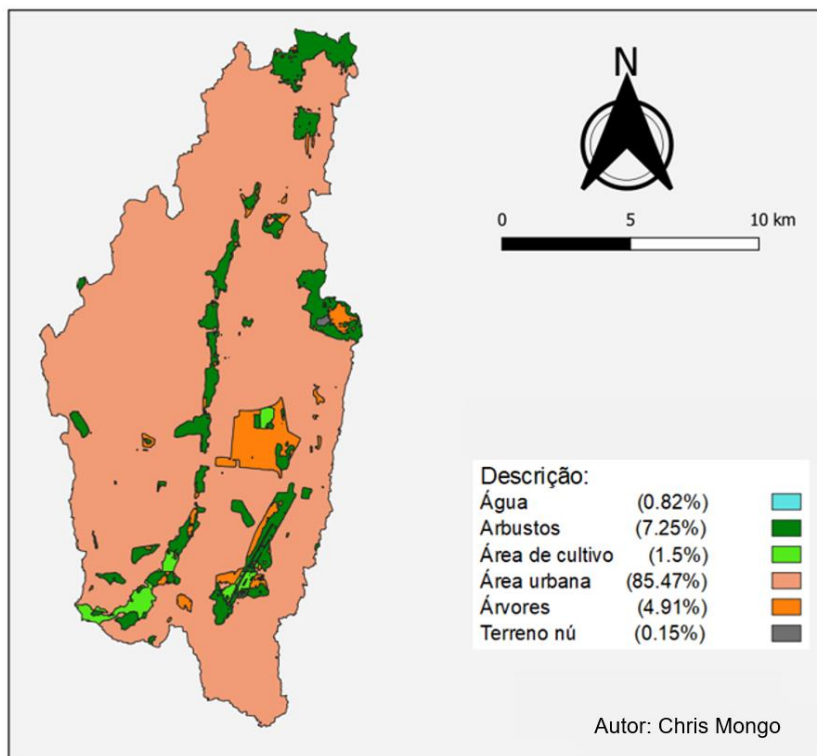 N
0 5 10 km
Descrição:
Água (0.82%)
Arbustos (7.25%)
Área de cultivo (1.5%)
Área urbana (85.47%)
Árvores (4.91%)
Terreno nú (0.15%)
Autor: Chris Mongo